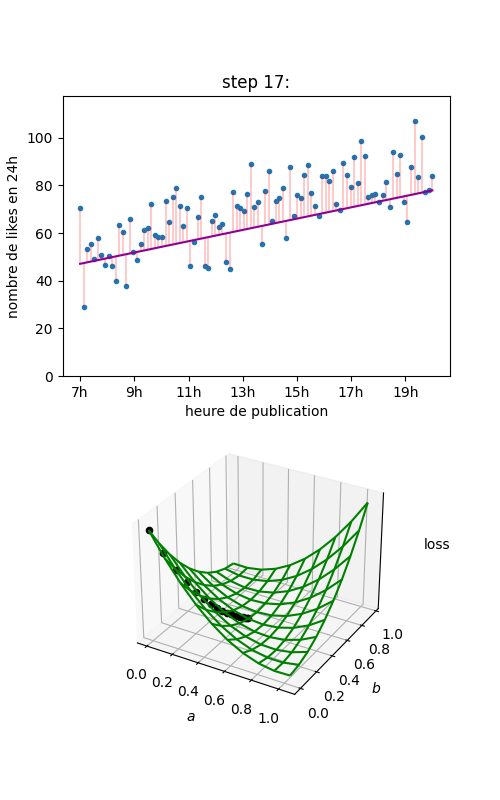 step 17:
nombre de likes en 24h
100
80
60
40
20
0
7h 9h 11h 13h 15h 17h 19h
heure de publication
loss
0.0 0.2 0.4 0.6 0.8 1.0
a
0.0 0.2 0.4 0.6 0.8 1.0
b